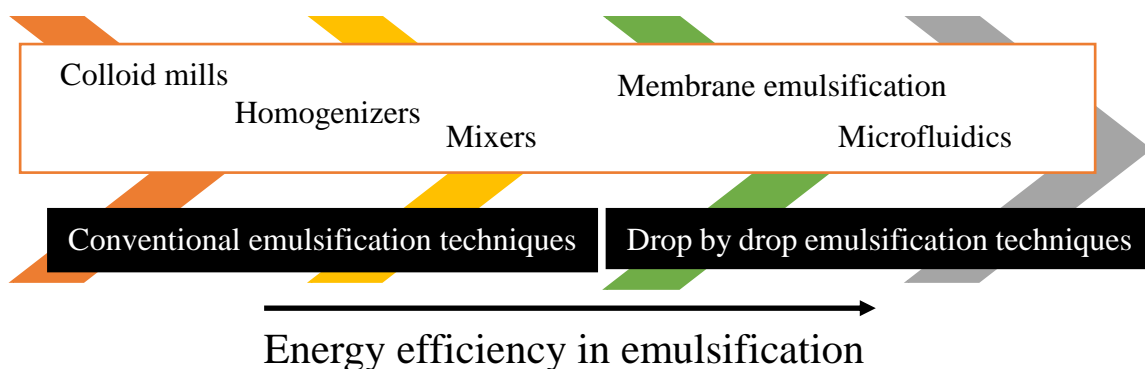 Colloid mills
Homogenizers
Mixers
Membrane emulsification
Microfluidics
Conventional emulsification techniques
Drop by drop emulsification techniques
Energy efficiency in emulsification